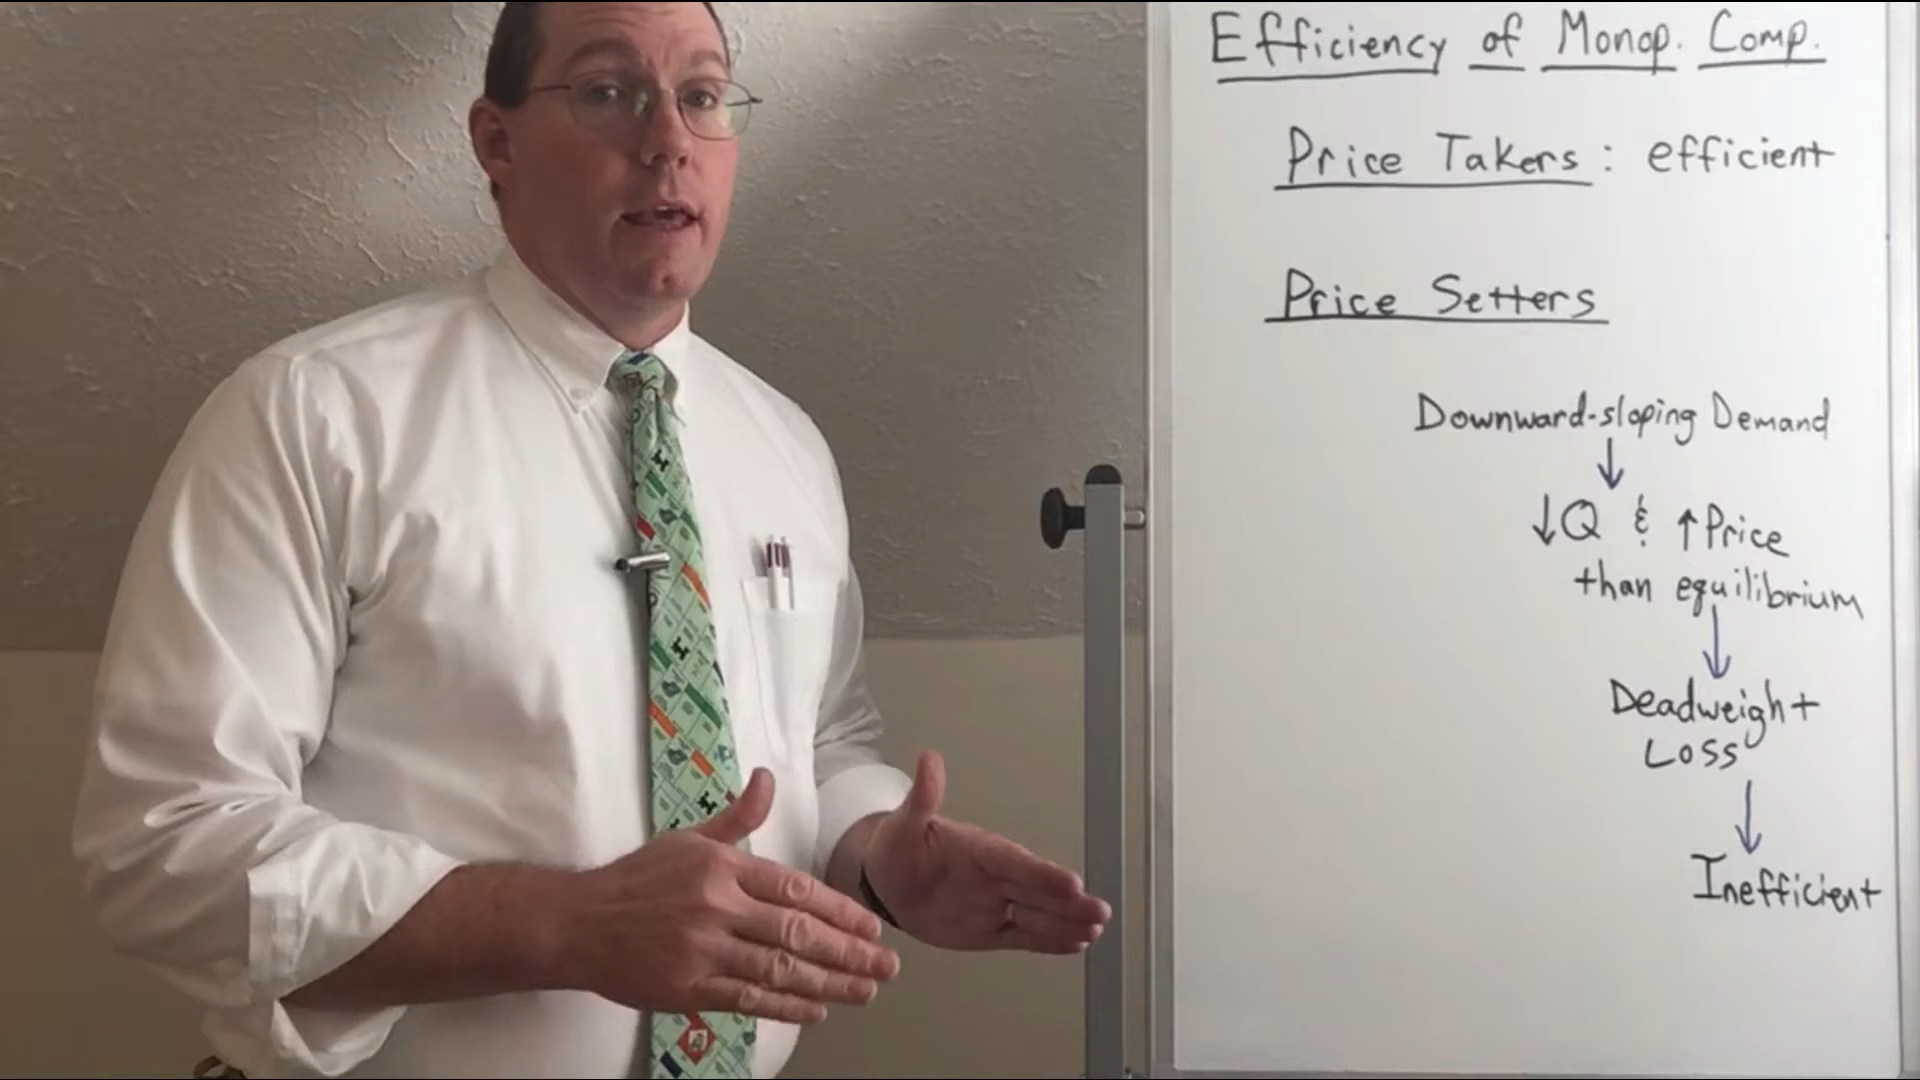 Efficiency of Monop. Comp.
Price Takers: efficient
Price Setters
Downward-sloping Demand
↓
↓Q & ↑Price
than equilibrium
↓
Deadweight
Loss
↓
Inefficient